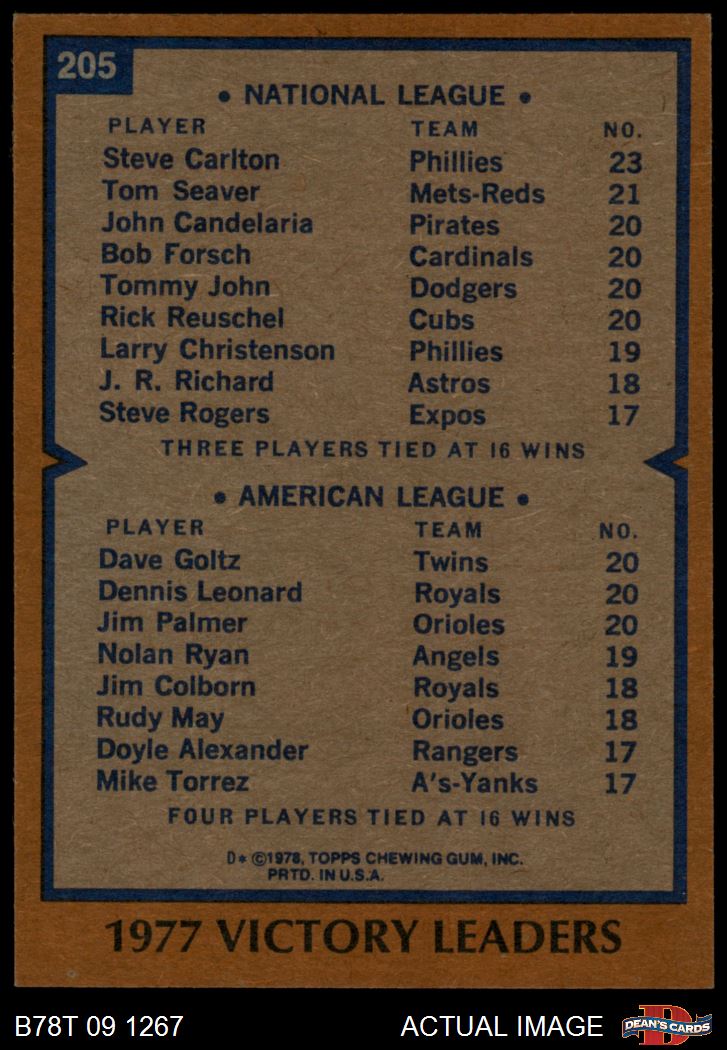 205
• NATIONAL LEAGUE •
PLAYER TEAM NO.
Steve Carlton Phillies 23
Tom Seaver Mets-Reds 21
John Candelaria Pirates 20
Bob Forsch Cardinals 20
Tommy John Dodgers 20
Rick Reuschel Cubs 20
Larry Christenson Phillies 19
J. R. Richard Astros 18
Steve Rogers Expos 17
THREE PLAYERS TIED AT 16 WINS
• AMERICAN LEAGUE •
PLAYER TEAM NO.
Dave Goltz Twins 20
Dennis Leonard Royals 20
Jim Palmer Orioles 20
Nolan Ryan Angels 19
Jim Colborn Royals 18
Rudy May Orioles 18
Doyle Alexander Rangers 17
Mike Torrez A's-Yanks 17
FOUR PLAYERS TIED AT 16 WINS
D* ©1978, TOPPS CHEWING GUM, INC.
PRTD. IN U.S.A.
1977 VICTORY LEADERS
B78T 09 1267 ACTUAL IMAGE D DEAN'S CARDS